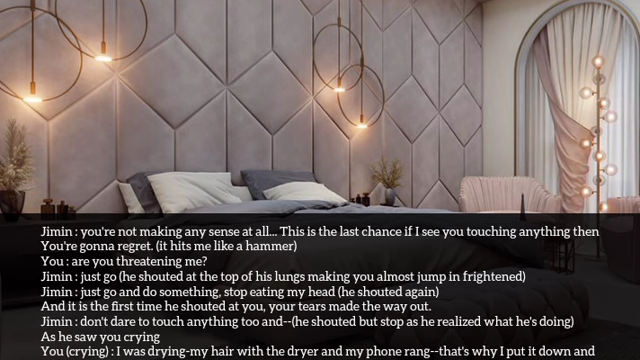 Jimin : you're not making any sense at all... This is the last chance if I see you touching anything then
You're gonna regret. (it hits me like a hammer)
You : are you threatening me?
Jimin : just go (he shouted at the top of his lungs making you almost jump in frightened)
Jimin : just go and do something, stop eating my head (he shouted again)
And it is the first time he shouted at you, your tears made the way out.
Jimin : don't dare to touch anything too and--(he shouted but stop as he realized what he's doing)
As he saw you crying
You (crying) : I was drying-my hair with the dryer and my phone rang--that's why I put it down and